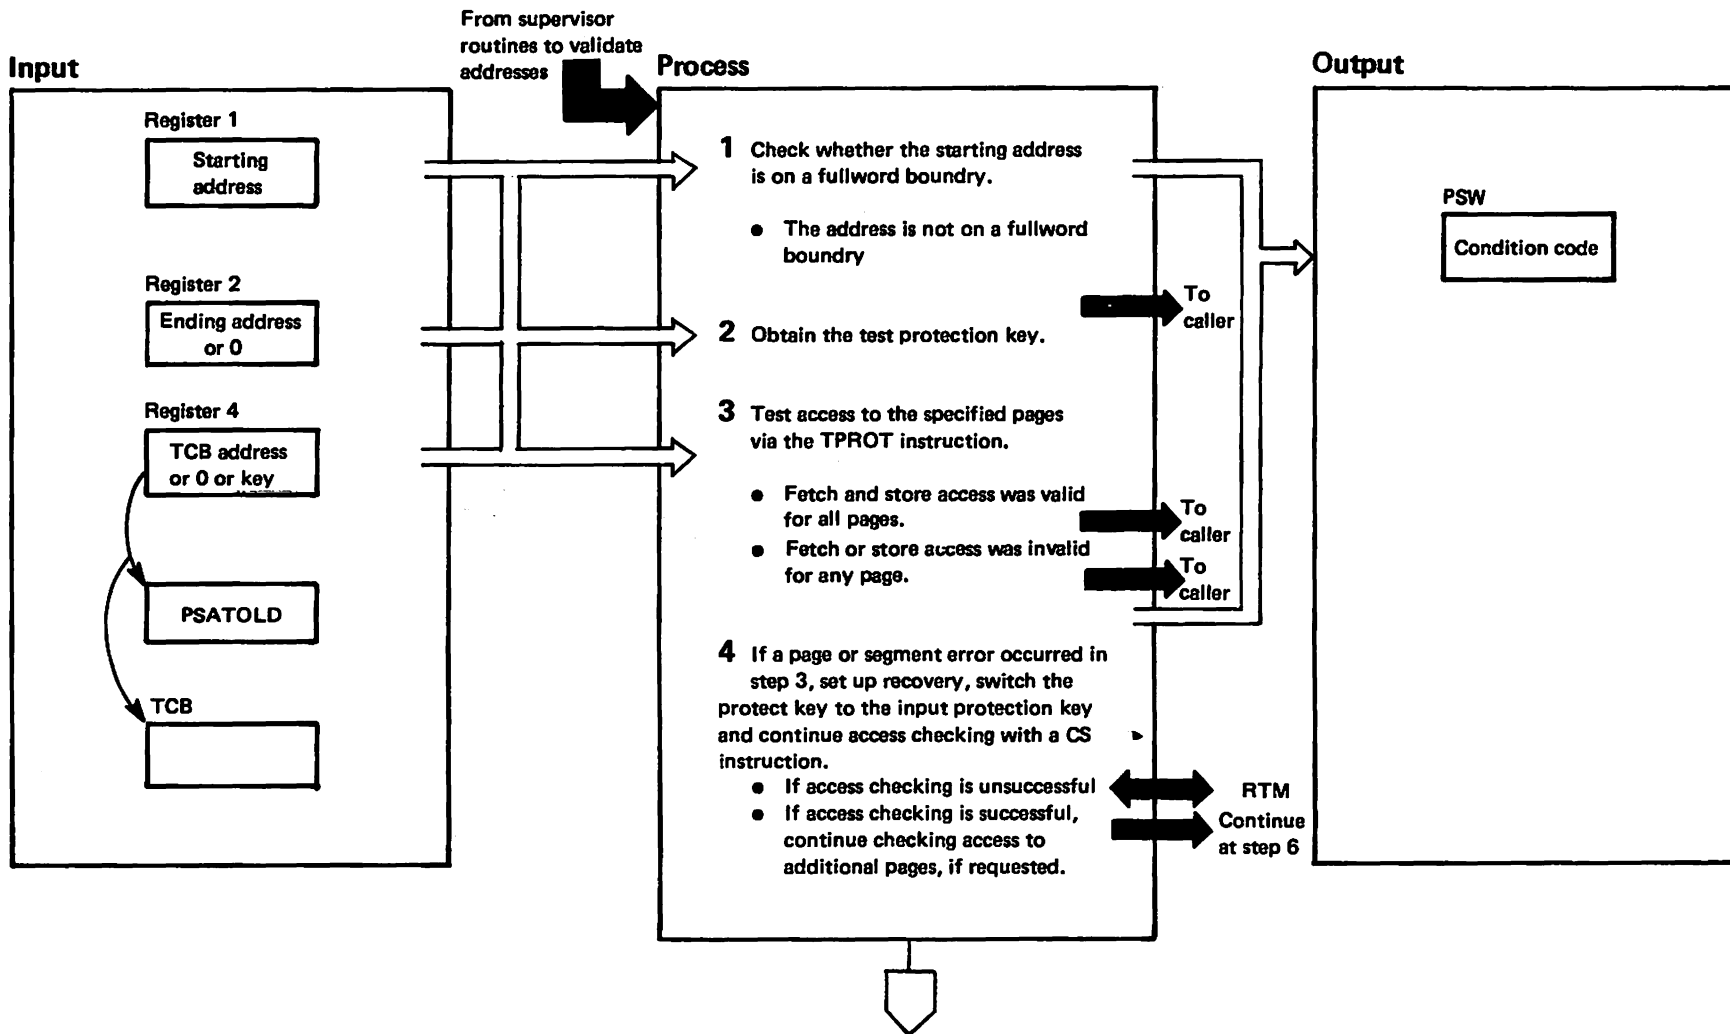 From supervisor
routines to validate
addresses
Input
Register 1
Starting
address
Register 2
Ending address
or 0
Register 4
TCB address
or 0 or key
PSATOLD
TCB
Process
1 Check whether the starting address
is on a fullword boundry.
● The address is not on a fullword
boundry
To
caller
2 Obtain the test protection key.
3 Test access to the specified pages
via the TPROT instruction.
● Fetch and store access was valid
for all pages.
To
caller
● Fetch or store access was invalid
for any page.
To
caller
4 If a page or segment error occurred in
step 3, set up recovery, switch the
protect key to the input protection key
and continue access checking with a CS
instruction.
● If access checking is unsuccessful
RTM
● If access checking is successful,
continue checking access to
additional pages, if requested.
Continue
at step 6
Output
PSW
Condition code